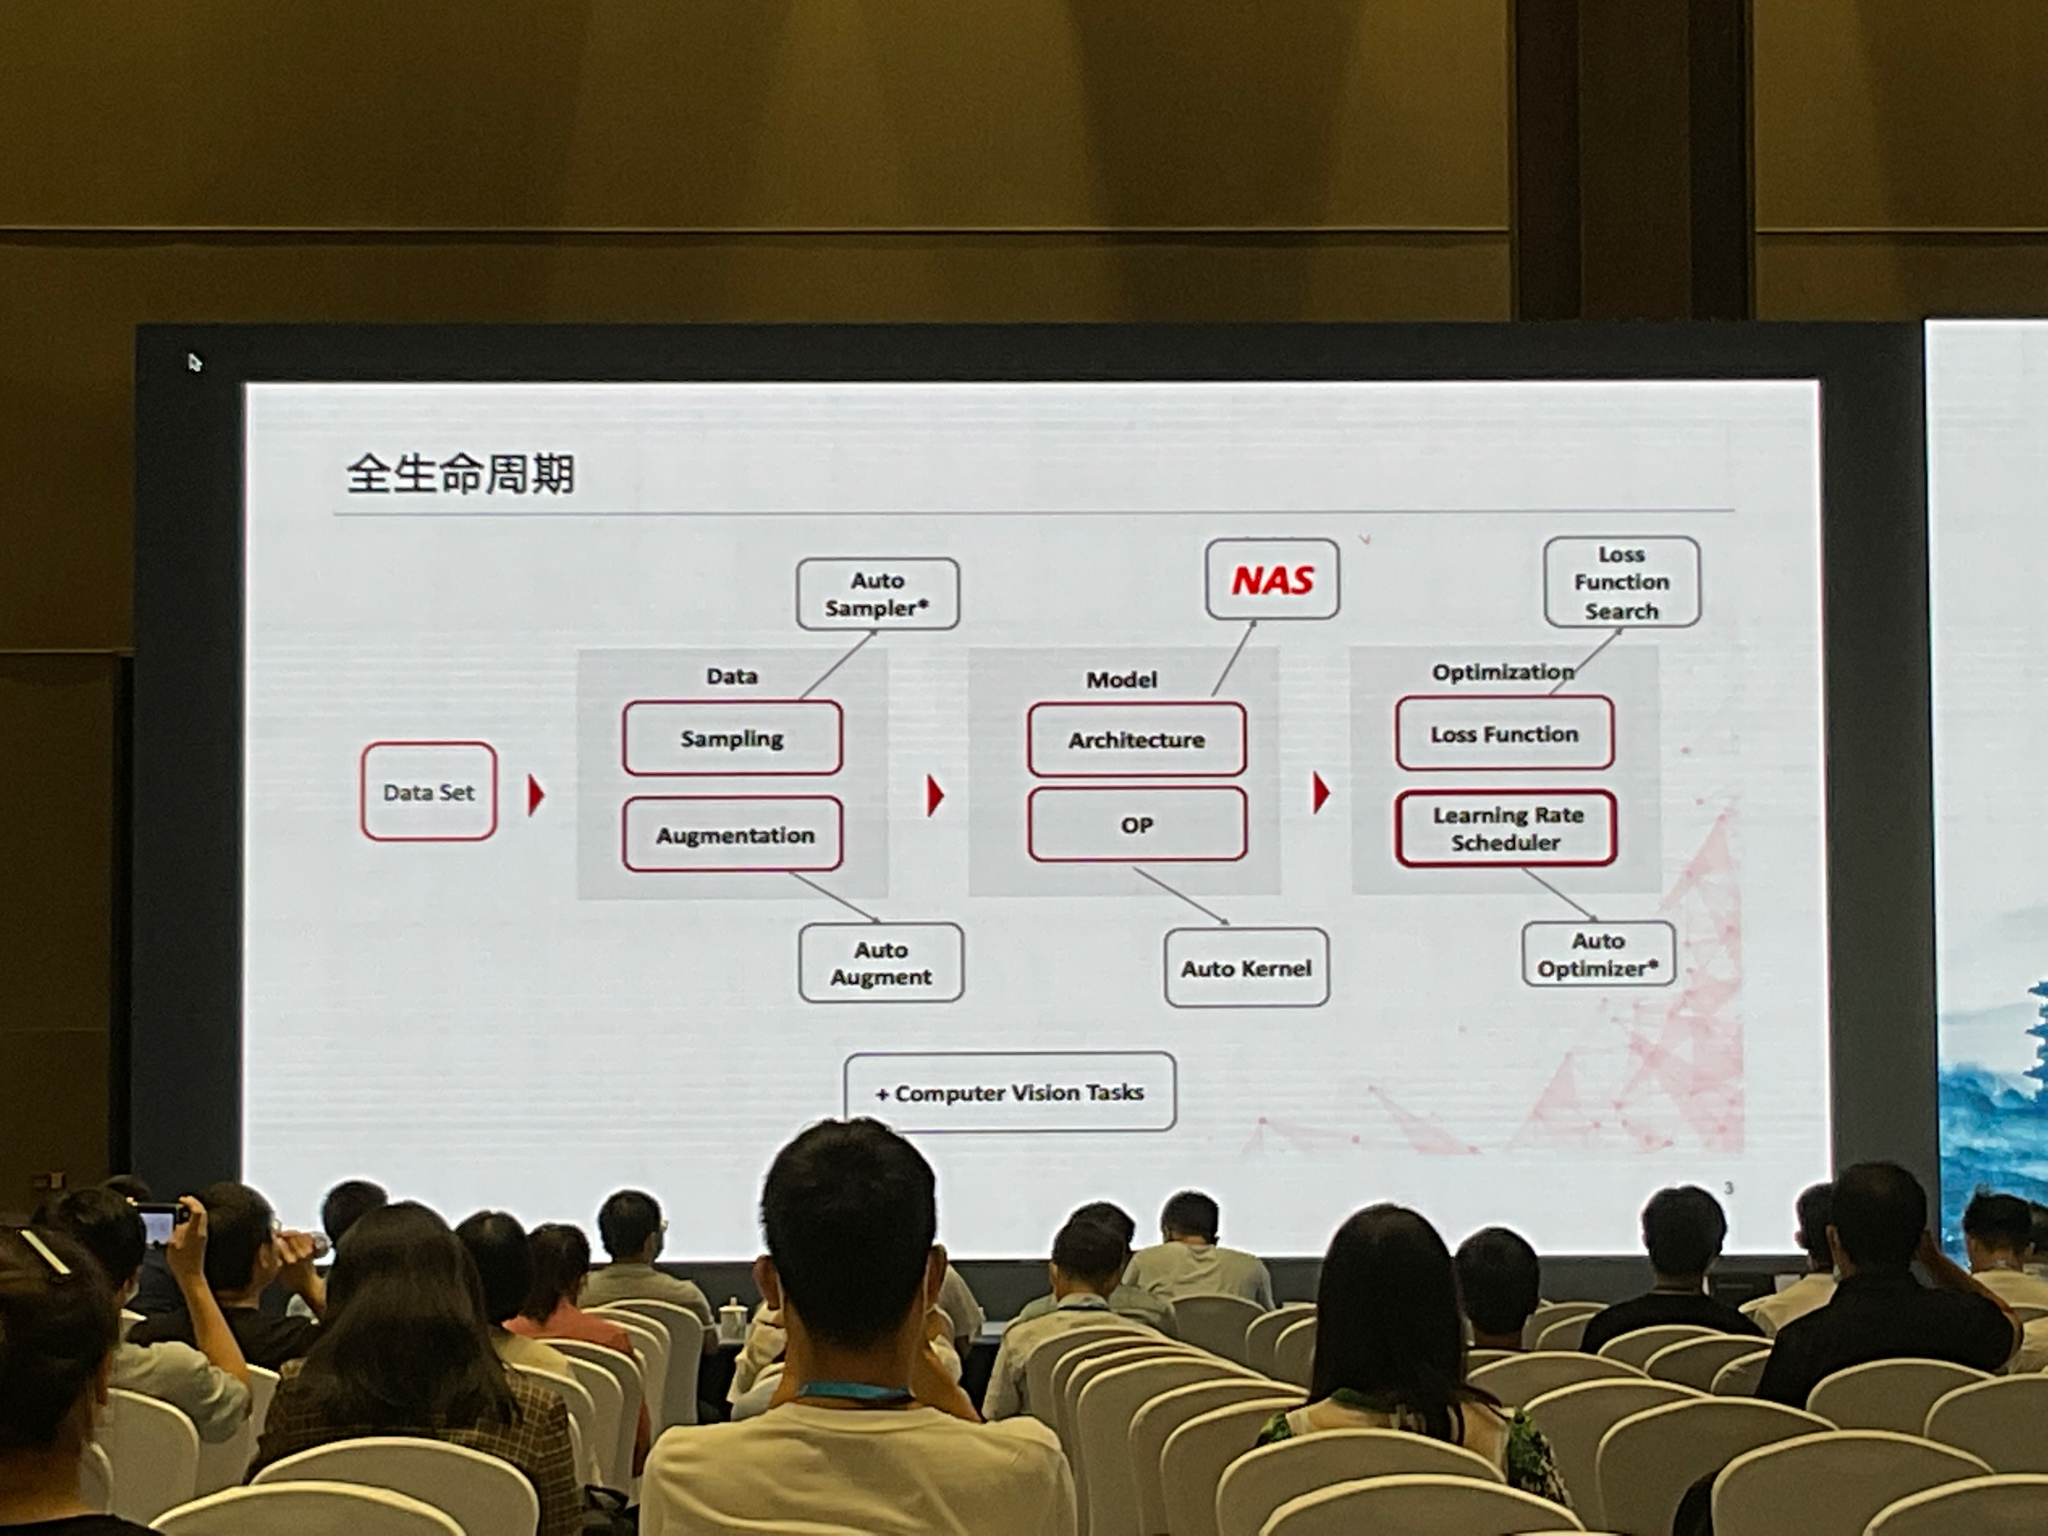 全生命周期
Auto
Sampler*
NAS
Loss
Function
Search
Data
Model
Optimization
Sampling
Architecture
Loss Function
Data Set
Augmentation
OP
Learning Rate
Scheduler
Auto
Augment
Auto Kernel
Auto
Optimizer*
+ Computer Vision Tasks
3